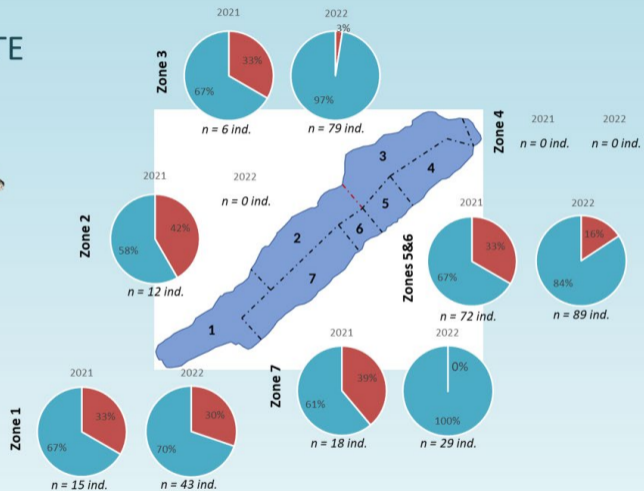 TE
2021
2022
Zone 3
33%
67%
3%
97%
n = 6 ind.
n = 79 ind.
Zone 4
2021
2022
n = 0 ind.
n = 0 ind.
Zone 2
2021
2022
42%
58%
n = 0 ind.
n = 12 ind.
3
4
5
6
2
7
1
Zones 5&6
2021
2022
33%
67%
16%
84%
n = 72 ind.
n = 89 ind.
Zone 7
2021
2022
39%
61%
0%
100%
n = 18 ind.
n = 29 ind.
Zone 1
2021
2022
33%
67%
30%
70%
n = 15 ind.
n = 43 ind.